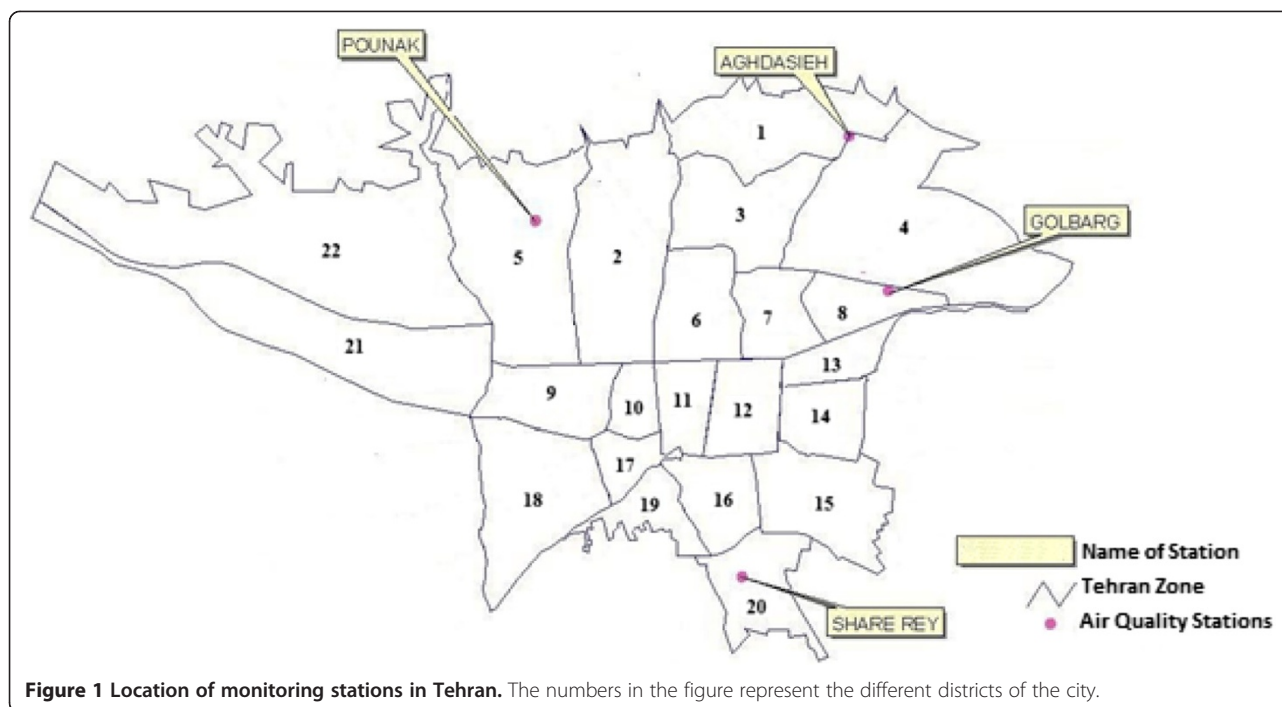 POUNAK
AGHDASIEH
1
3
4
GOLBARG
22
5
2
6
7
8
21
13
9
10
11
12
14
17
18
19
16
15
Name of Station
Tehran Zone
20
SHARE REY
Air Quality Stations
Figure 1 Location of monitoring stations in Tehran. The numbers in the figure represent the different districts of the city.